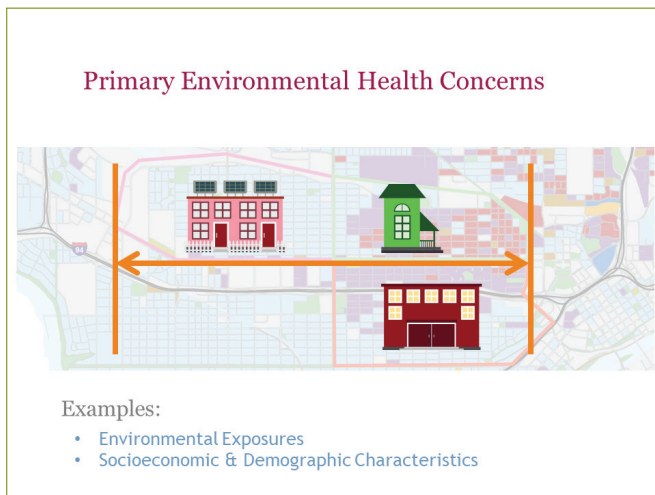 Primary Environmental Health Concerns
94
Examples:
• Environmental Exposures
• Socioeconomic & Demographic Characteristics